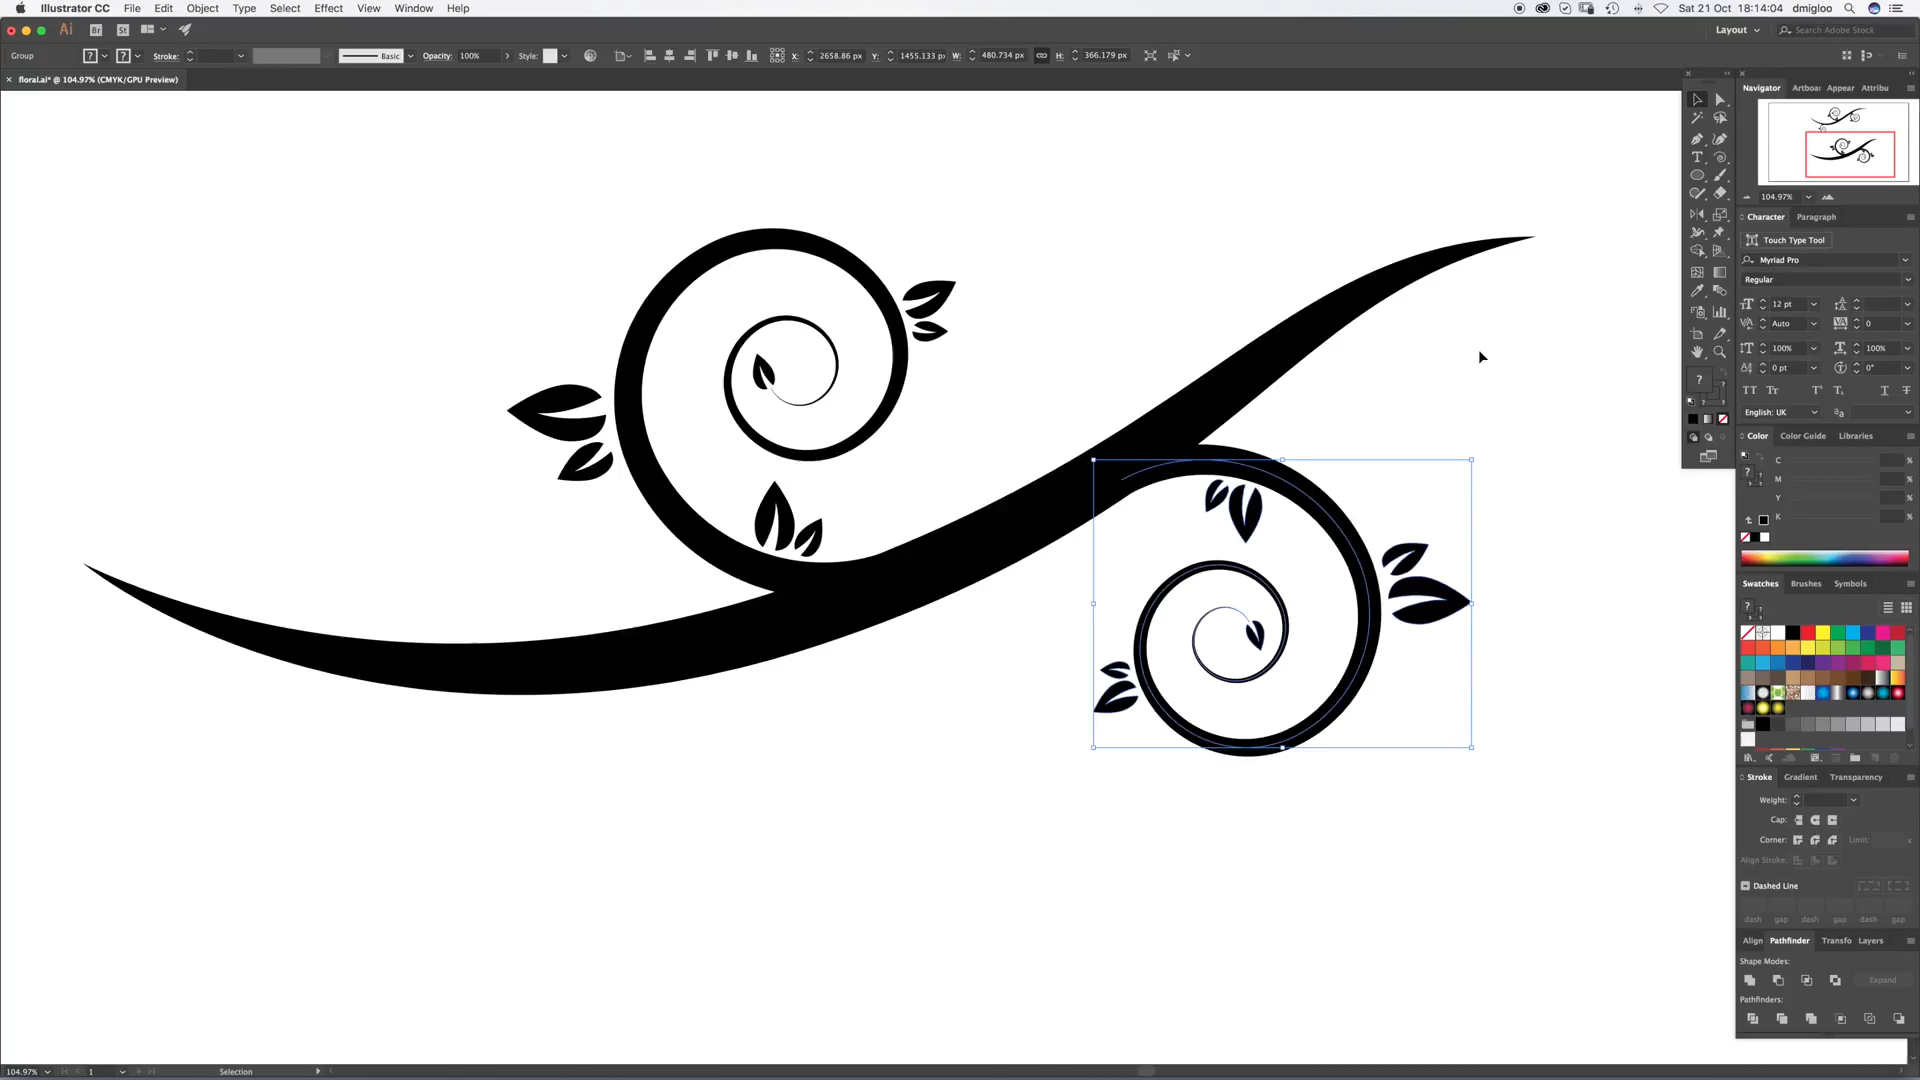 Illustrator CC File Edit Object Type Select Effect View Window Help Sat 21 Oct 18:14:04 dmigloo
Ai Br St Layout Search Adobe Stock
Group ? ? Stroke: Basic Opacity: 100% Style: X: 2658.86 px Y: 1455.133 p W: 480.734 px H: 366.179 px
× floral.ai* @ 104.97% (CMYK/GPU Preview)
Navigator Artboar Appear Attribu
104.97%
Character Paragraph
Touch Type Tool
Myriad Pro
Regular
12 pt
Auto 0
100% 100%
0 pt 0°
English: UK
Color Color Guide Libraries
C %
M %
Y %
K %
Swatches Brushes Symbols
Stroke Gradient Transparency
Weight:
Cap:
Corner: Limit: x
Align Stroke:
Dashed Line
dash gap dash gap dash gap
Align Pathfinder Transfo Layers
Shape Modes:
Expand
Pathfinders:
104.97% 1 Selection